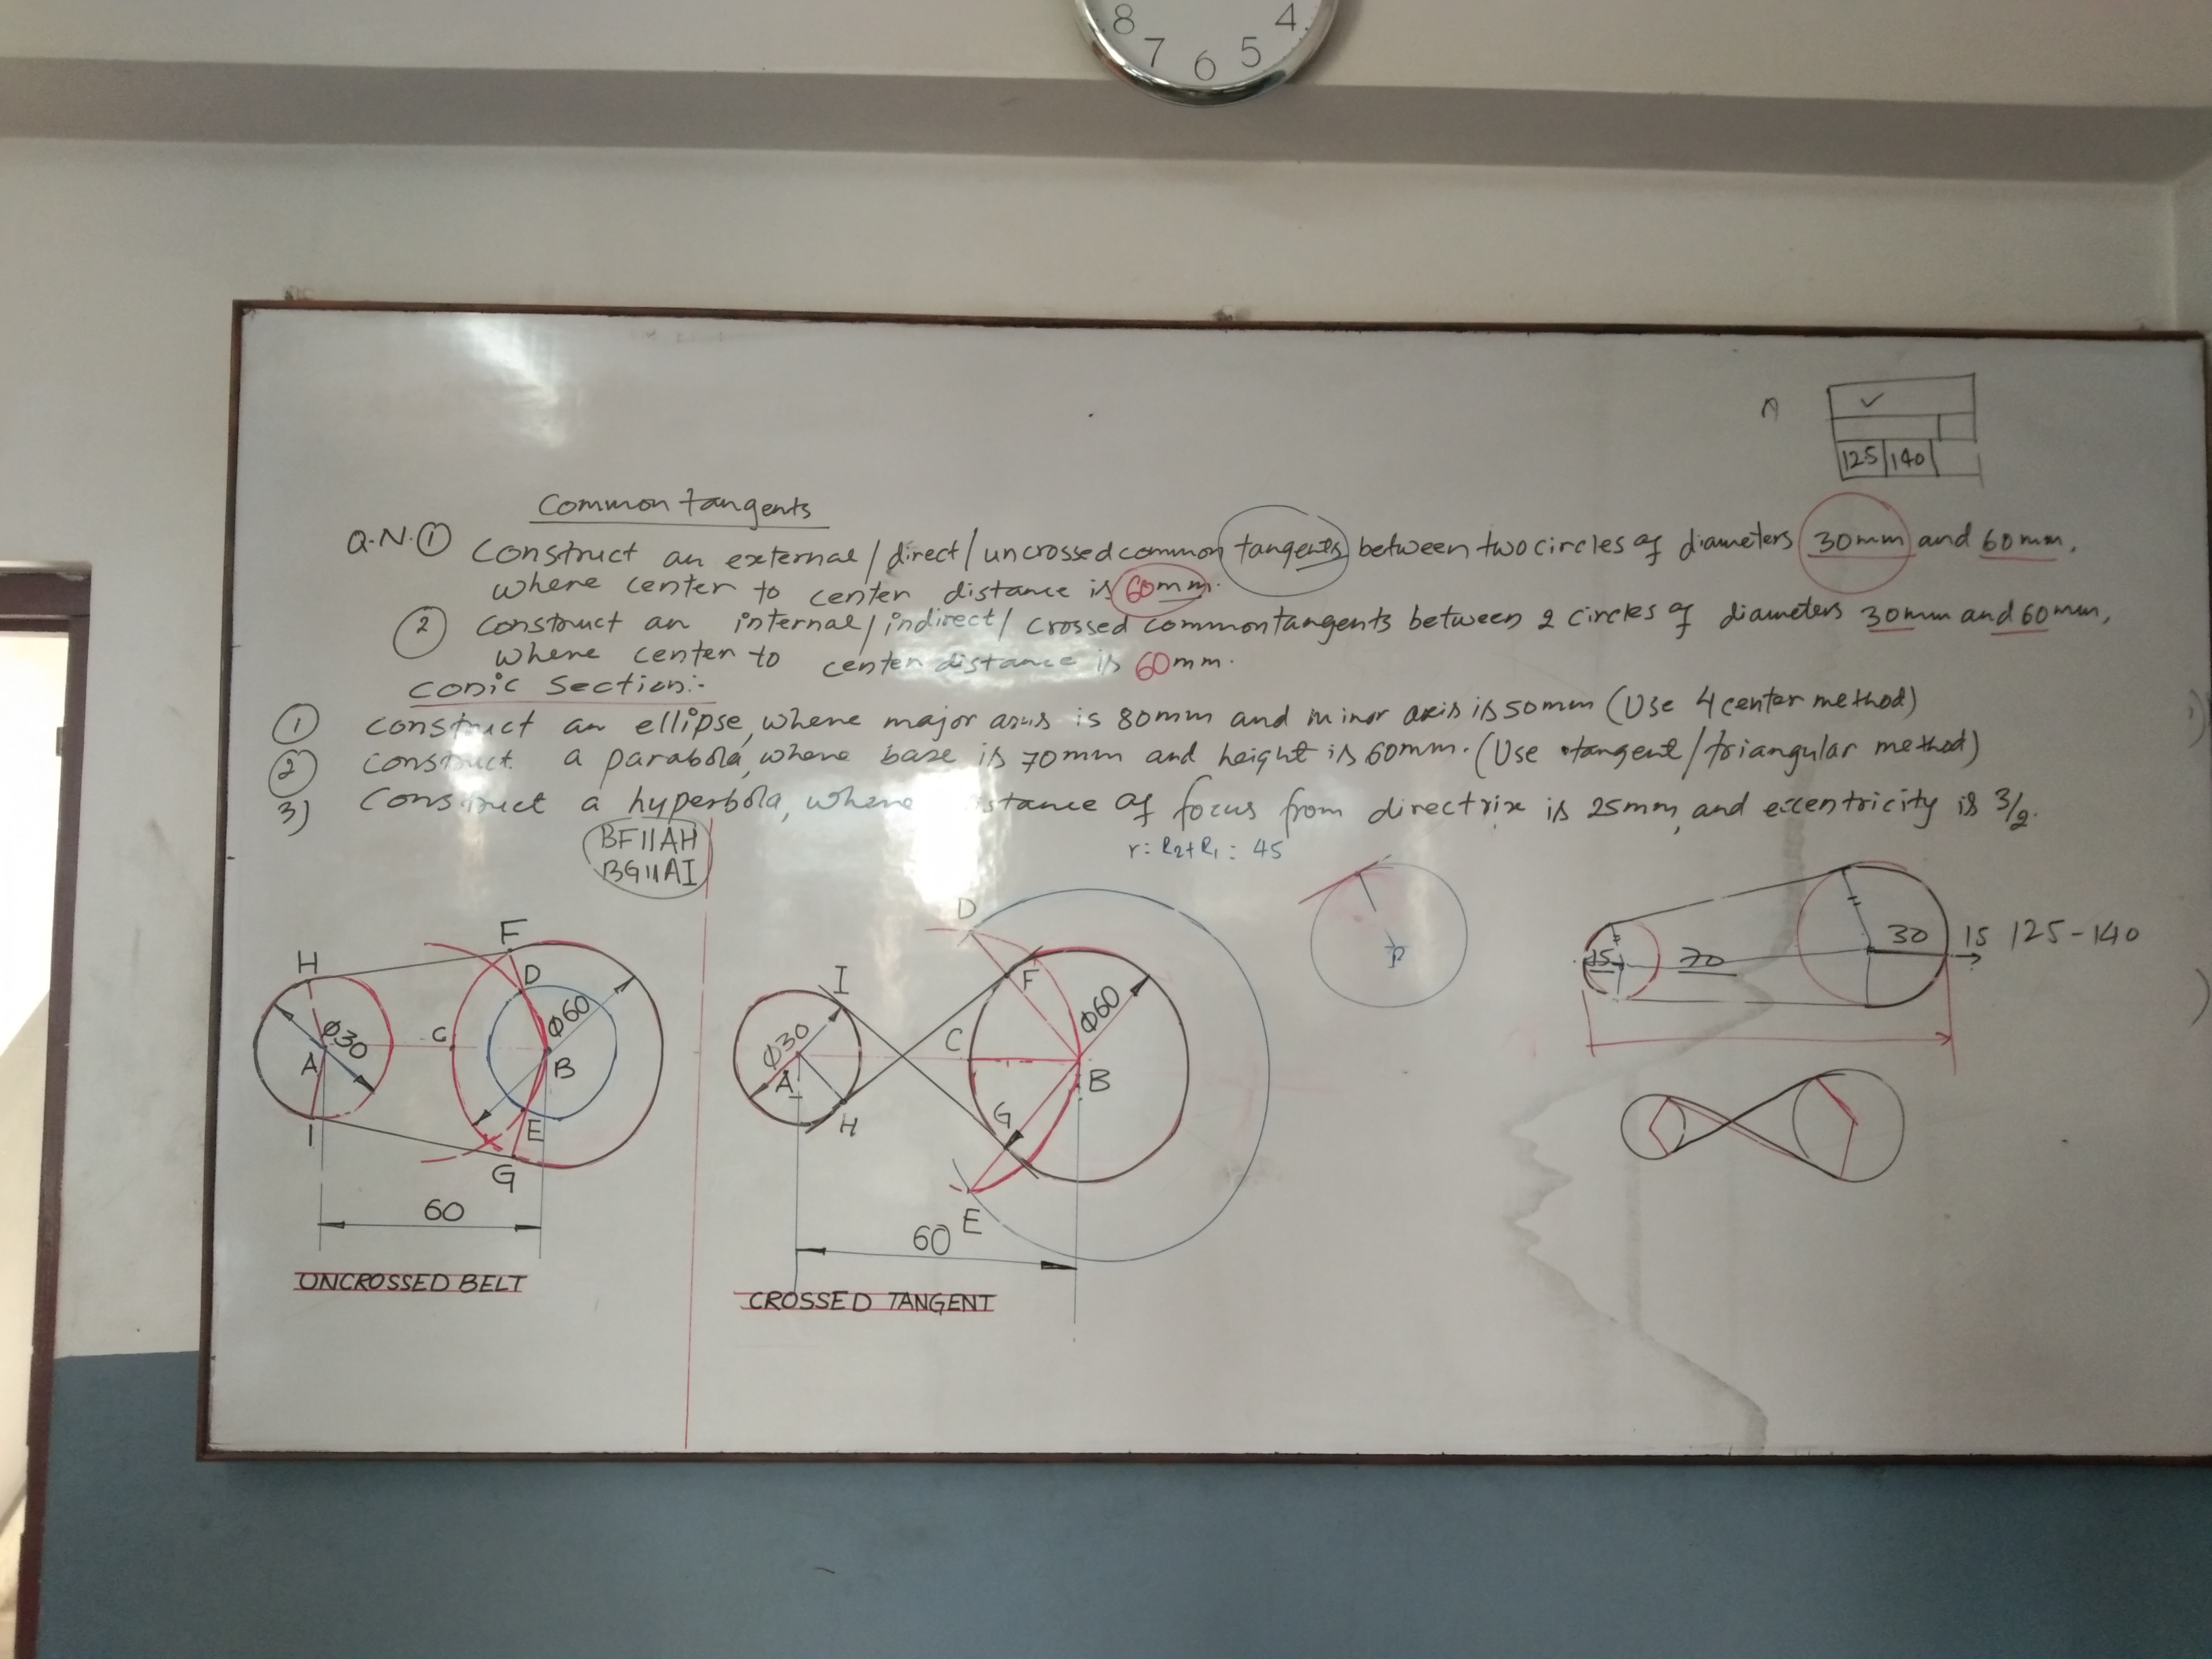 8 7 6 5 4
A
✓
125 140
Common tangents
Q.N.① Construct an external/direct/uncrossed common tangents between two circles of diameters 30mm and 60mm,
where center to center distance is 60mm.
② Construct an internal/indirect/crossed common tangents between 2 circles of diameters 30mm and 60mm,
where center to center distance is 60mm.
Conic Section:-
① Construct an ellipse, where major axis is 80mm and minor axis is 50mm (Use 4 center method)
② Construct a parabola, where base is 70mm and height is 60mm. (Use tangent/triangular method)
3) Construct a hyperbola, where distance of focus from directrix is 25mm, and eccentricity is 3/2.
BF||AH
BG||AI
r = R2+R1 = 45
H
F
D
Ø30
A
C
Ø60
B
I
E
G
60
UNCROSSED BELT
D
I
F
Ø30
A
C
Ø60
B
H
G
E
60
CROSSED TANGENT
15 70 30 15 125-140